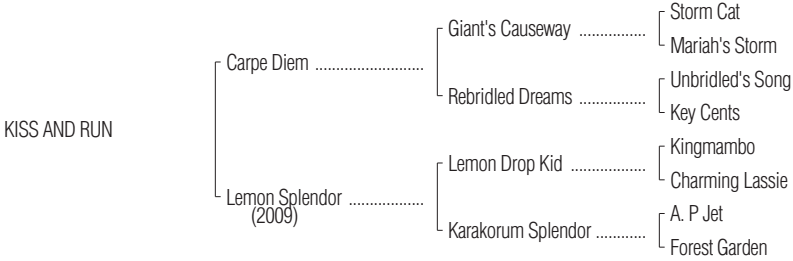 Storm Cat
Giant's Causeway ................
Mariah's Storm
Carpe Diem ..........................
Unbridled's Song
Rebridled Dreams ................
Key Cents
KISS AND RUN
Kingmambo
Lemon Drop Kid ..................
Charming Lassie
Lemon Splendor ..................
(2009)
A. P Jet
Karakorum Splendor ............
Forest Garden